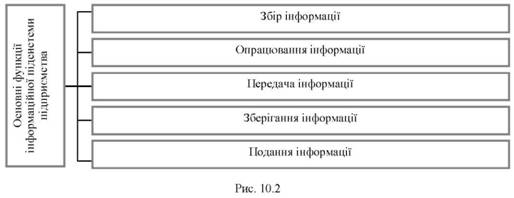 Основні функції
інформаційної підсистеми
підприємства
Збір інформації
Опрацювання інформації
Передача інформації
Зберігання інформації
Подання інформації
Рис. 10.2